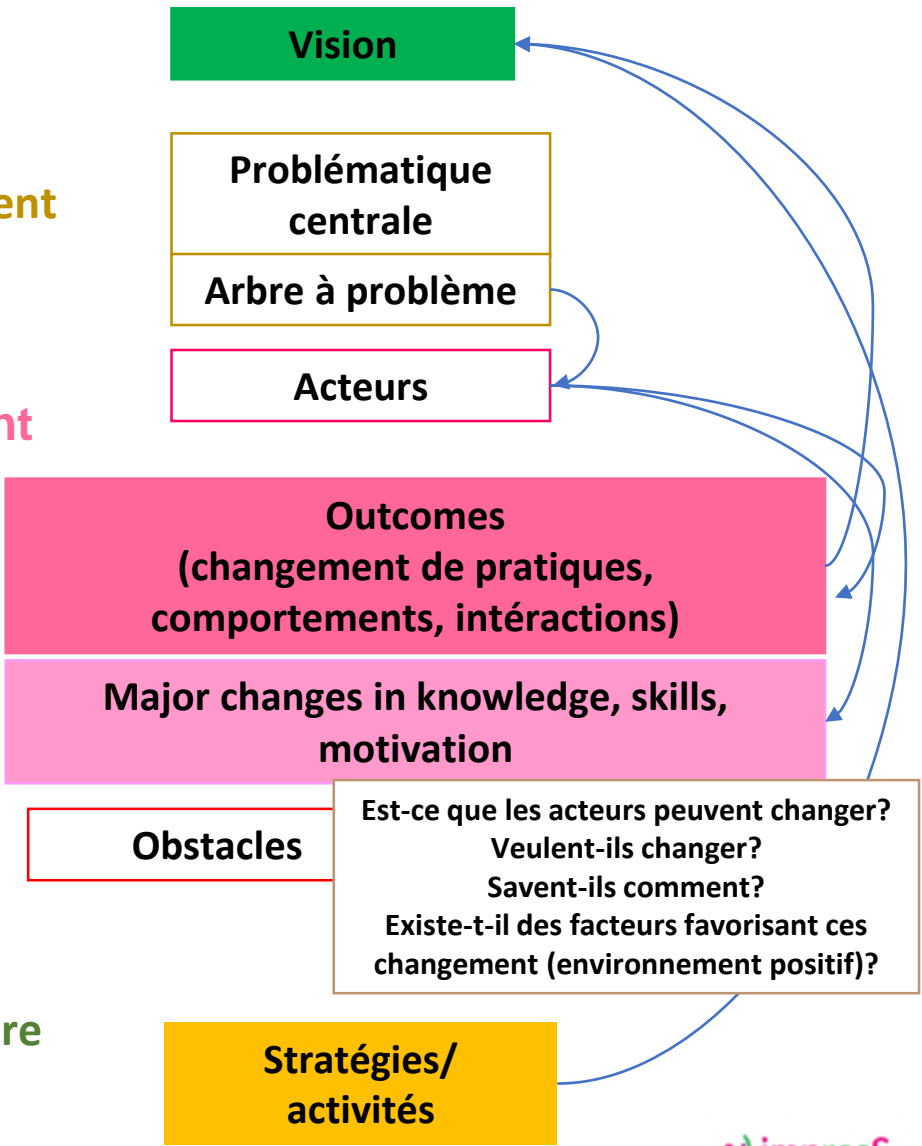 Vision
Problématique
centrale
ent
Arbre à problème
Acteurs
nt
Outcomes
(changement de pratiques,
comportements, intéractions)
Major changes in knowledge, skills,
motivation
Obstacles
Est-ce que les acteurs peuvent changer?
Veulent-ils changer?
Savent-ils comment?
Existe-t-il des facteurs favorisant ces
changement (environnement positif)?
re
Stratégies/
activités